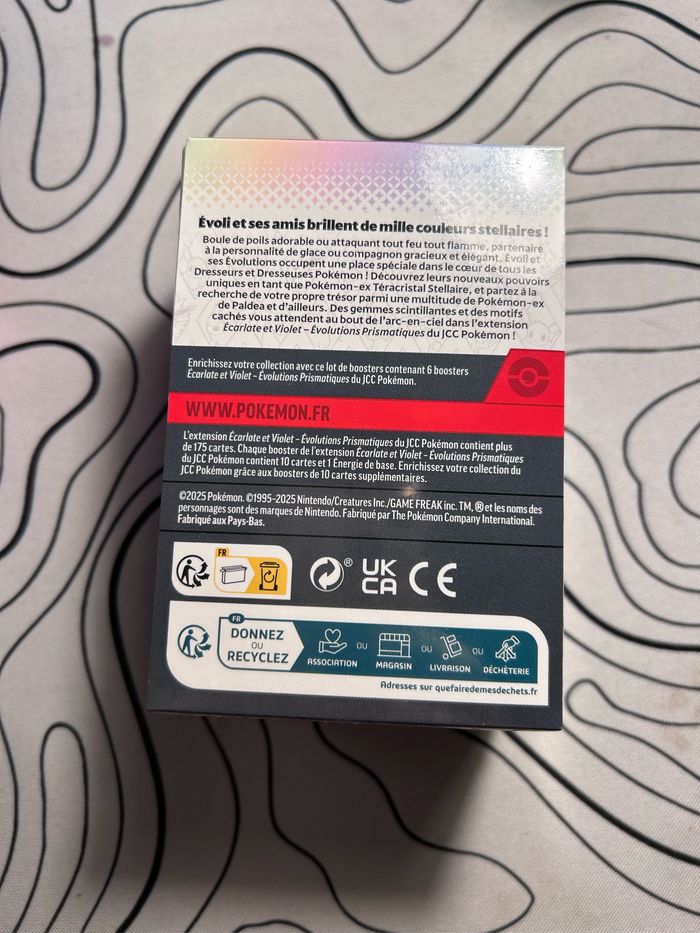 Évoli et ses amis brillent de mille couleurs stellaires !
Boule de poils adorable ou attaquant tout feu tout flamme, partenaire
à la personnalité de glace ou compagnon gracieux et élégant, Évoli et
ses Évolutions occupent une place spéciale dans le cœur de tous les
Dresseurs et Dresseuses Pokémon ! Découvrez leurs nouveaux pouvoirs
uniques en tant que Pokémon-ex Téracristal Stellaire, et partez à la
recherche de votre propre trésor parmi une multitude de Pokémon-ex
de Paldea et d'ailleurs. Des gemmes scintillantes et des motifs
cachés vous attendent au bout de l'arc-en-ciel dans l'extension
Écarlate et Violet – Évolutions Prismatiques du JCC Pokémon !
Enrichissez votre collection avec ce lot de boosters contenant 6 boosters
Écarlate et Violet – Évolutions Prismatiques du JCC Pokémon.
WWW.POKEMON.FR
L'extension Écarlate et Violet – Évolutions Prismatiques du JCC Pokémon contient plus
de 175 cartes. Chaque booster de l'extension Écarlate et Violet – Évolutions Prismatiques
du JCC Pokémon contient 10 cartes et 1 Énergie de base. Enrichissez votre collection du
JCC Pokémon grâce aux boosters de 10 cartes supplémentaires.
©2025 Pokémon. ©1995-2025 Nintendo/Creatures Inc./GAME FREAK inc. TM, ® et les noms des
personnages sont des marques de Nintendo. Fabriqué par The Pokémon Company International.
Fabriqué aux Pays-Bas.
FR
®
UK
CA CE
FR
DONNEZ
OU
RECYCLEZ
ASSOCIATION OU MAGASIN OU LIVRAISON OU DÉCHÈTERIE
Adresses sur quefairedemesdechets.fr